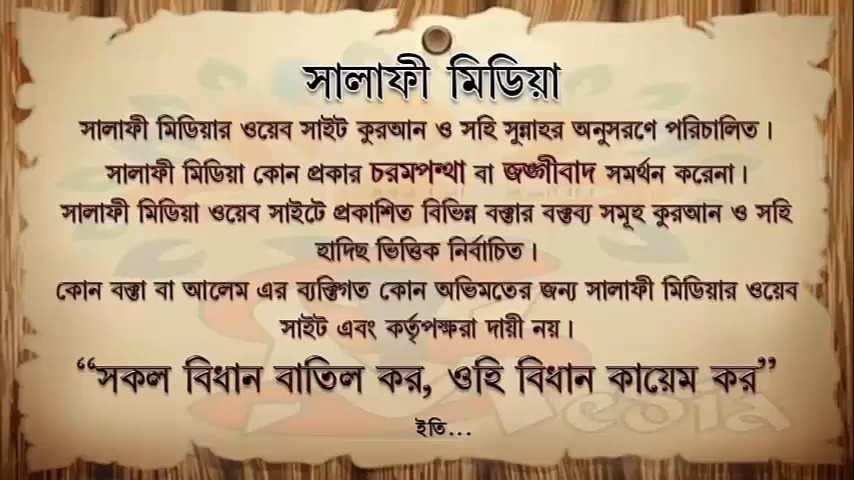 সালাফী মিডিয়া
সালাফী মিডিয়ার ওয়েব সাইট কুরআন ও সহি সুন্নাহর অনুসরণে পরিচালিত।
সালাফী মিডিয়া কোন প্রকার চরমপন্থা বা জঙ্গীবাদ সমর্থন করেনা।
সালাফী মিডিয়া ওয়েব সাইটে প্রকাশিত বিভিন্ন বক্তার বক্তব্য সমূহ কুরআন ও সহি
হাদিছ ভিত্তিক নির্বাচিত।
কোন বক্তা বা আলেম এর ব্যক্তিগত কোন অভিমতের জন্য সালাফী মিডিয়ার ওয়েব
সাইট এবং কর্তৃপক্ষরা দায়ী নয়।
“সকল বিধান বাতিল কর, ওহি বিধান কায়েম কর”
ইতি...